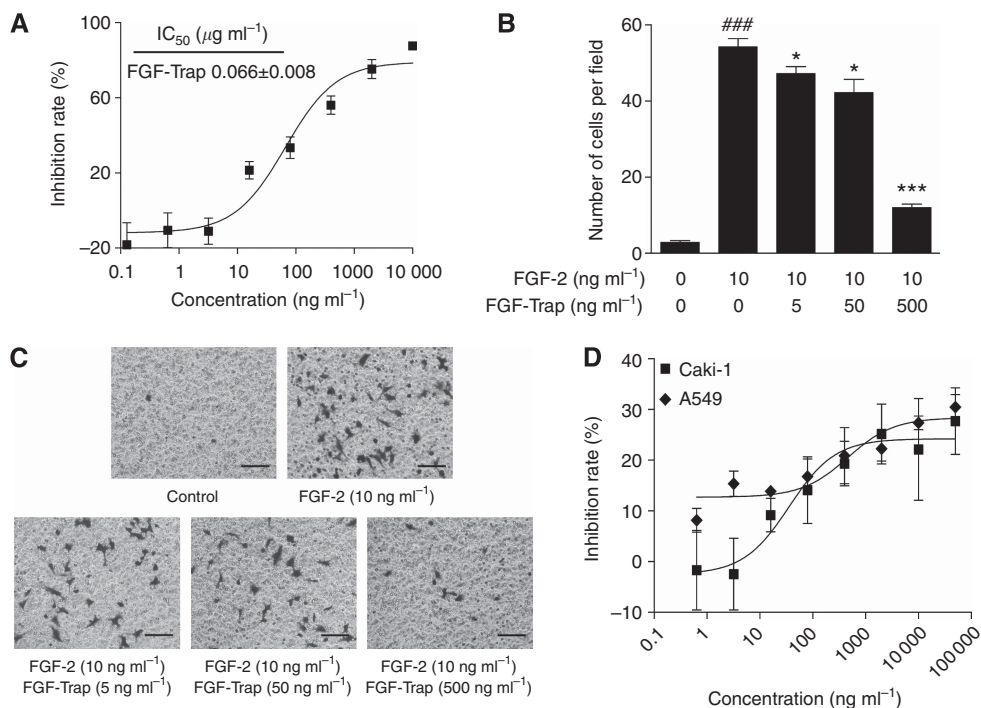 A
IC50 (μg ml−1)
FGF-Trap 0.066±0.008
Inhibition rate (%)
100
60
20
−20
0.1 1 10 100 1000 10 000
Concentration (ng ml−1)
B
Number of cells per field
60
40
20
0
###
*
*
***
FGF-2 (ng ml−1) 0 10 10 10 10
FGF-Trap (ng ml−1) 0 0 5 50 500
C
Control
FGF-2 (10 ng ml−1)
FGF-2 (10 ng ml−1)
FGF-Trap (5 ng ml−1)
FGF-2 (10 ng ml−1)
FGF-Trap (50 ng ml−1)
FGF-2 (10 ng ml−1)
FGF-Trap (500 ng ml−1)
D
Caki-1
A549
Inhibition rate (%)
40
30
20
10
0
−10
0.1 1 10 100 1000 10 000 100 000
Concentration (ng ml−1)